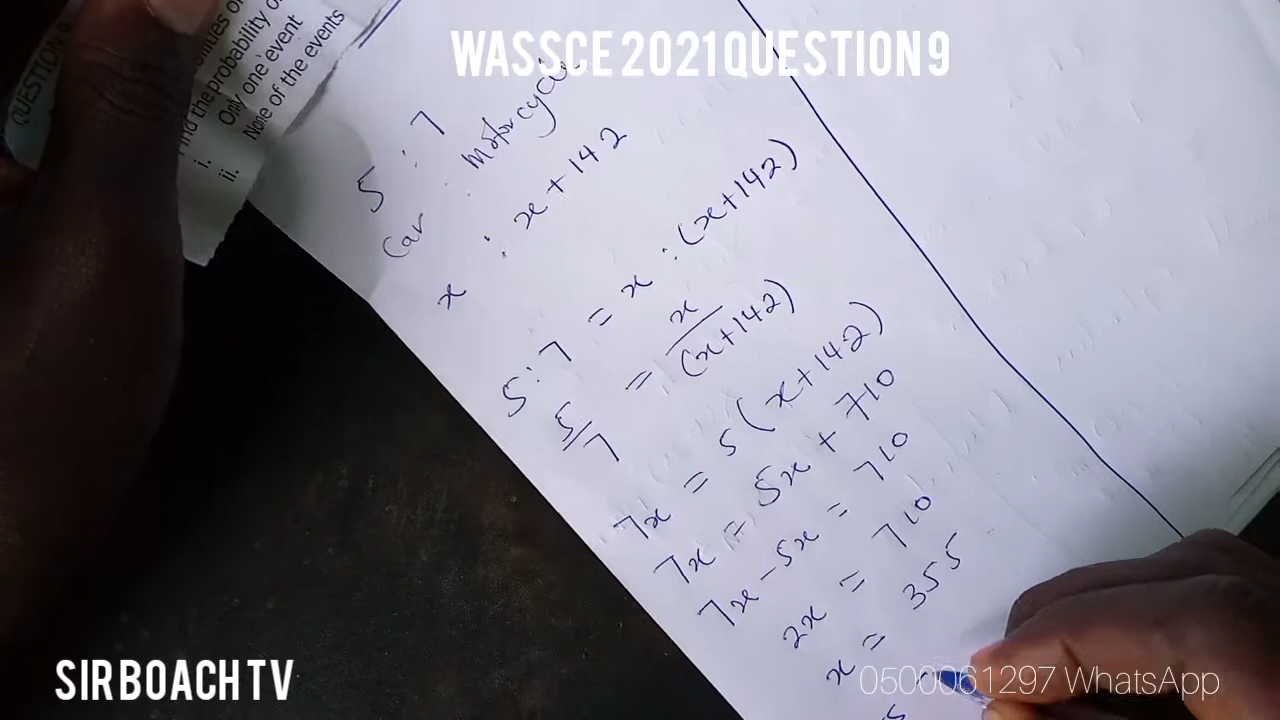 WASSCE 2021 QUESTION 9
QUESTION
the probability
i. Only one event
ii. None of the events
5 : 7
Car : Motorcycle
x : x + 142
5 : 7 = x : (x + 142)
5/7 = x/(x + 142)
7x = 5(x + 142)
7x = 5x + 710
7x - 5x = 710
2x = 710
x = 355
SIR BOACH TV
0500061297 WhatsApp